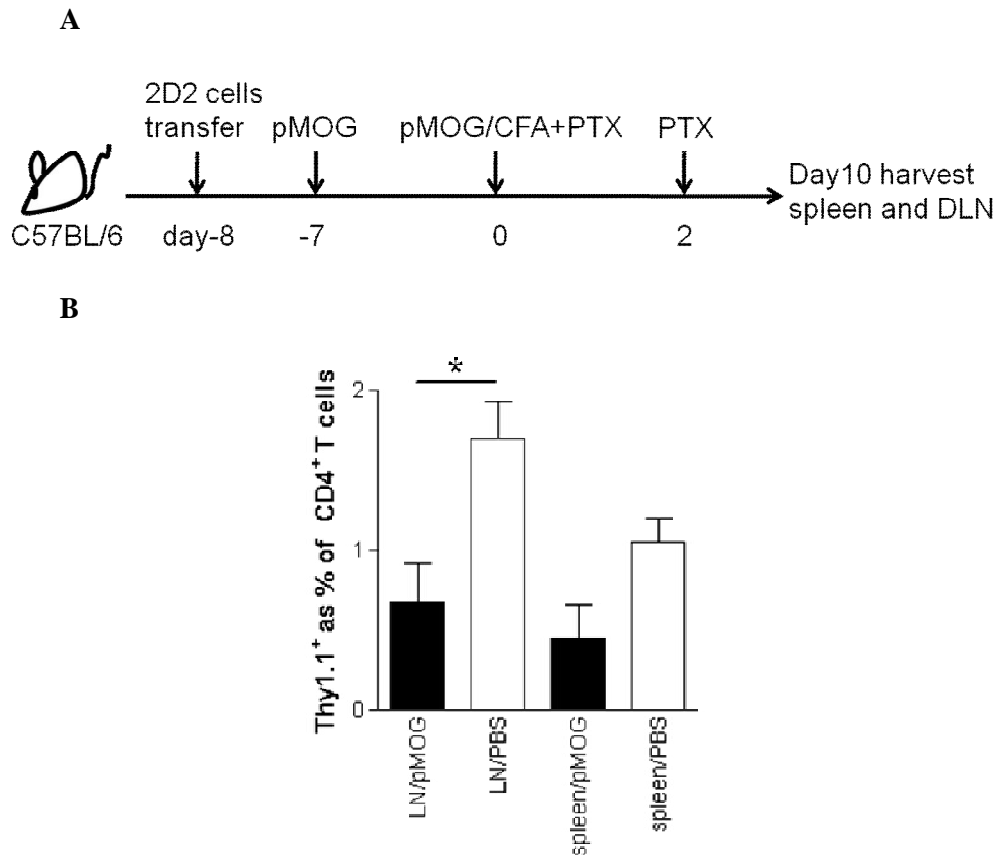 A
2D2 cells
transfer
pMOG
pMOG/CFA+PTX
PTX
Day10 harvest
spleen and DLN
C57BL/6
day-8
-7
0
2
B
*
Thy1.1⁺ as % of CD4⁺ T cells
2
1
0
LN/pMOG
LN/PBS
spleen/pMOG
spleen/PBS